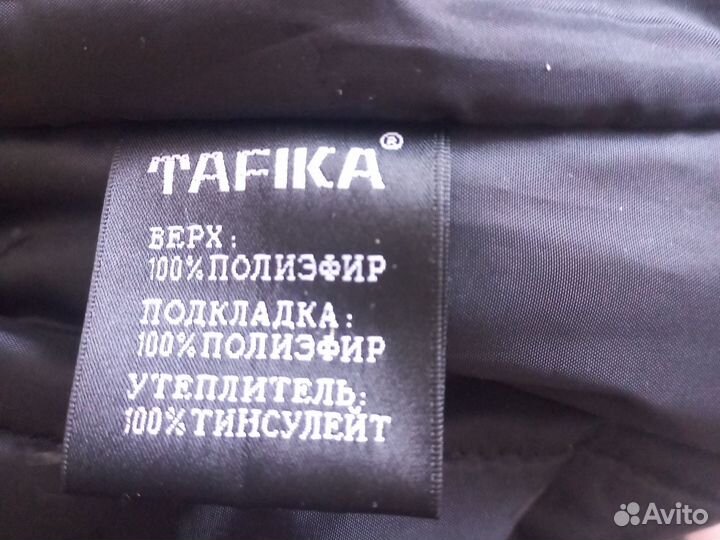 TAFIKA®
ВЕРХ:
100%ПОЛИЭФИР
ПОДКЛАДКА:
100%ПОЛИЭФИР
УТЕПЛИТЕЛЬ:
100%ТИНСУЛЕЙТ
Avito